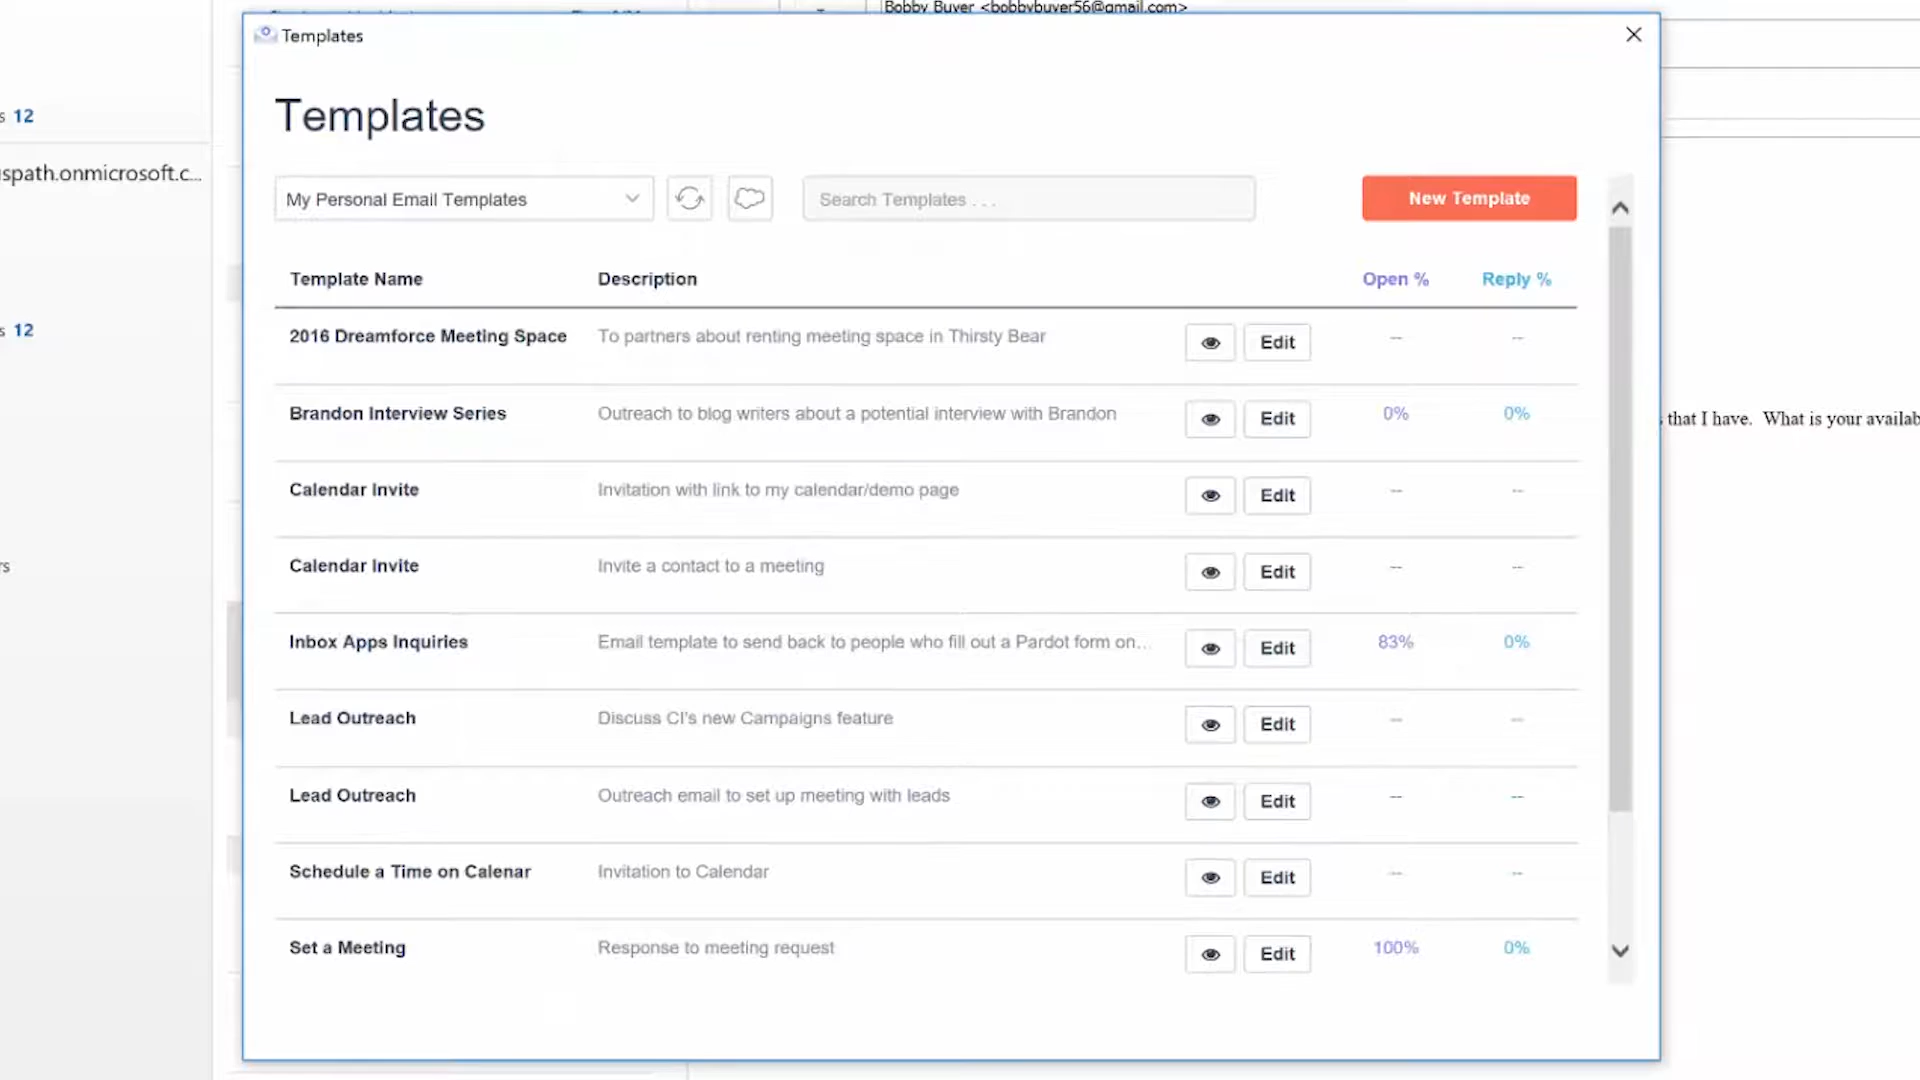 Bobby Buyer <bobbybuyer56@gmail.com>
Templates
Templates
s 12
spath.onmicrosoft.c...
My Personal Email Templates
Search Templates . . .
New Template
Template Name Description Open % Reply %
s 12
2016 Dreamforce Meeting Space To partners about renting meeting space in Thirsty Bear Edit -- --
Brandon Interview Series Outreach to blog writers about a potential interview with Brandon Edit 0% 0%
that I have. What is your availab
Calendar Invite Invitation with link to my calendar/demo page Edit -- --
Calendar Invite Invite a contact to a meeting Edit -- --
rs
Inbox Apps Inquiries Email template to send back to people who fill out a Pardot form on... Edit 83% 0%
Lead Outreach Discuss CI's new Campaigns feature Edit -- --
Lead Outreach Outreach email to set up meeting with leads Edit -- --
Schedule a Time on Calenar Invitation to Calendar Edit -- --
Set a Meeting Response to meeting request Edit 100% 0%